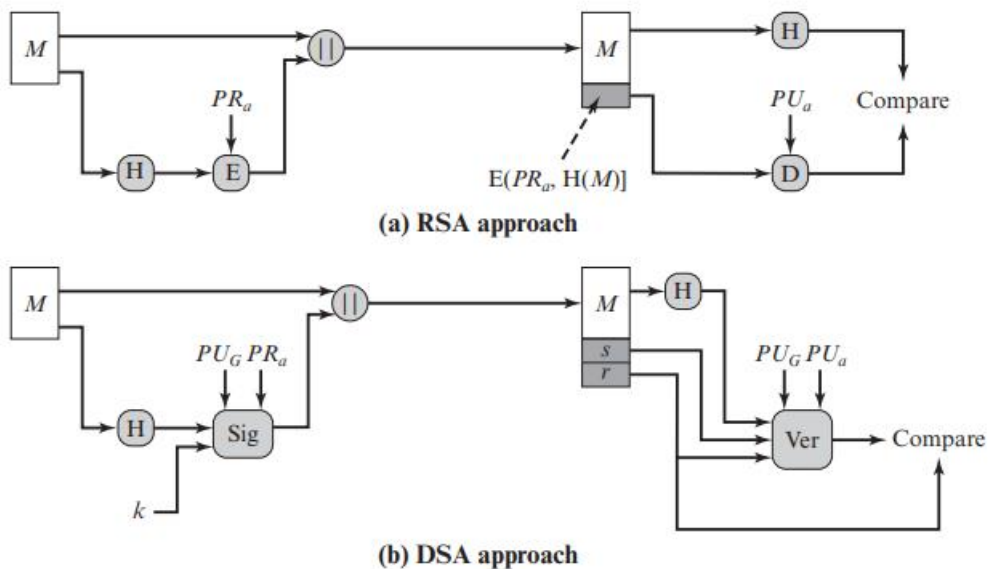 M
||
H
PRa
E
M
E(PRa, H(M)]
H
PUa
D
Compare
(a) RSA approach
M
||
H
PUG PRa
Sig
k
M
s
r
H
PUG PUa
Ver
Compare
(b) DSA approach